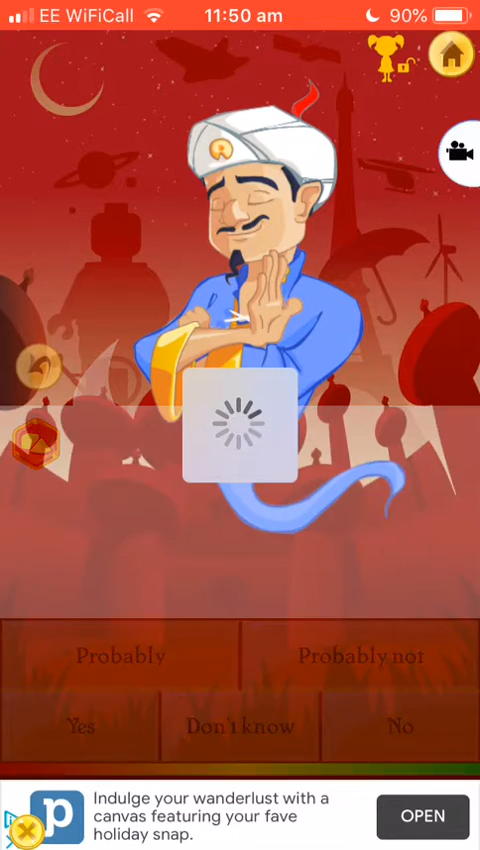 EE WiFiCall 11:50 am 90%
Probably Probably not
Yes Don't know No
Indulge your wanderlust with a
canvas featuring your fave
holiday snap.
OPEN
p